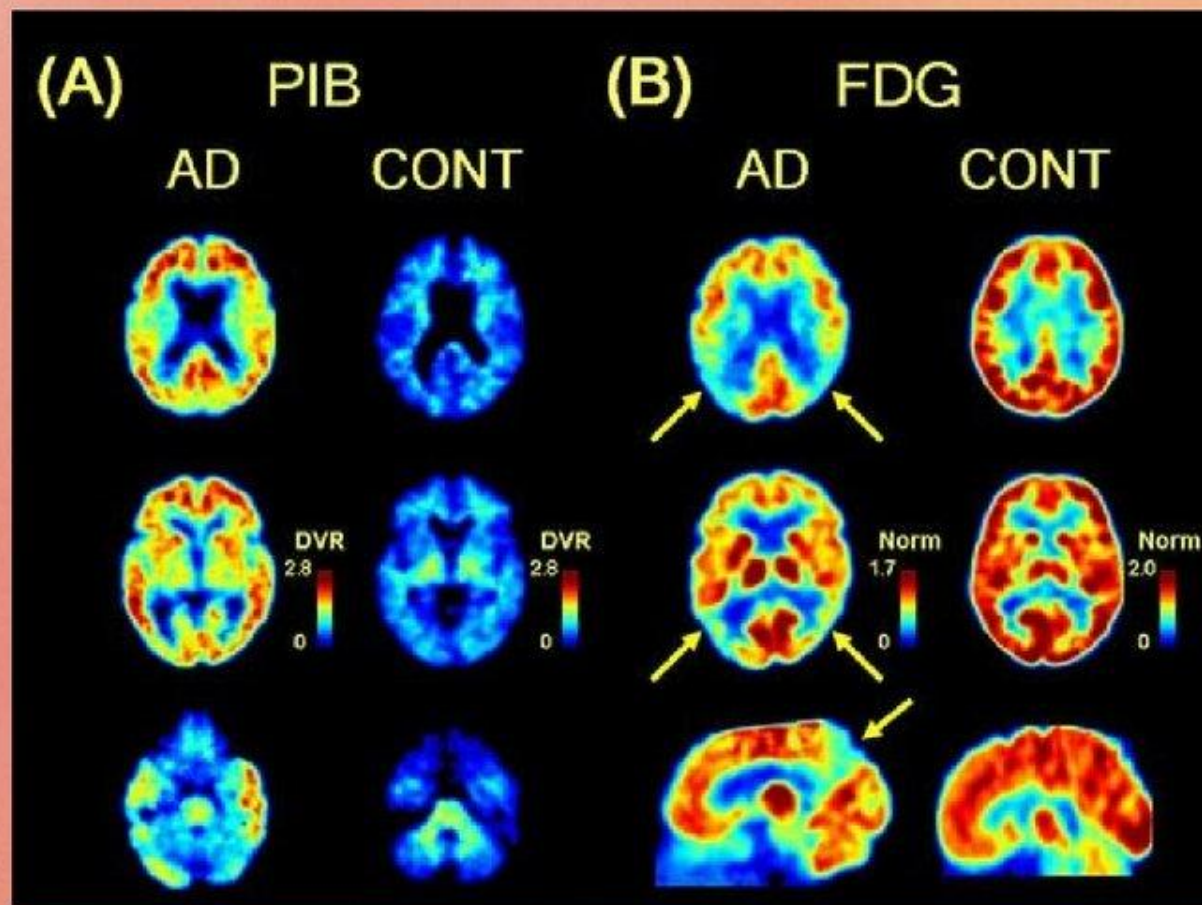 (A) PIB
AD CONT
(B) FDG
AD CONT
DVR
2.8
0
DVR
2.8
0
Norm
1.7
0
Norm
2.0
0